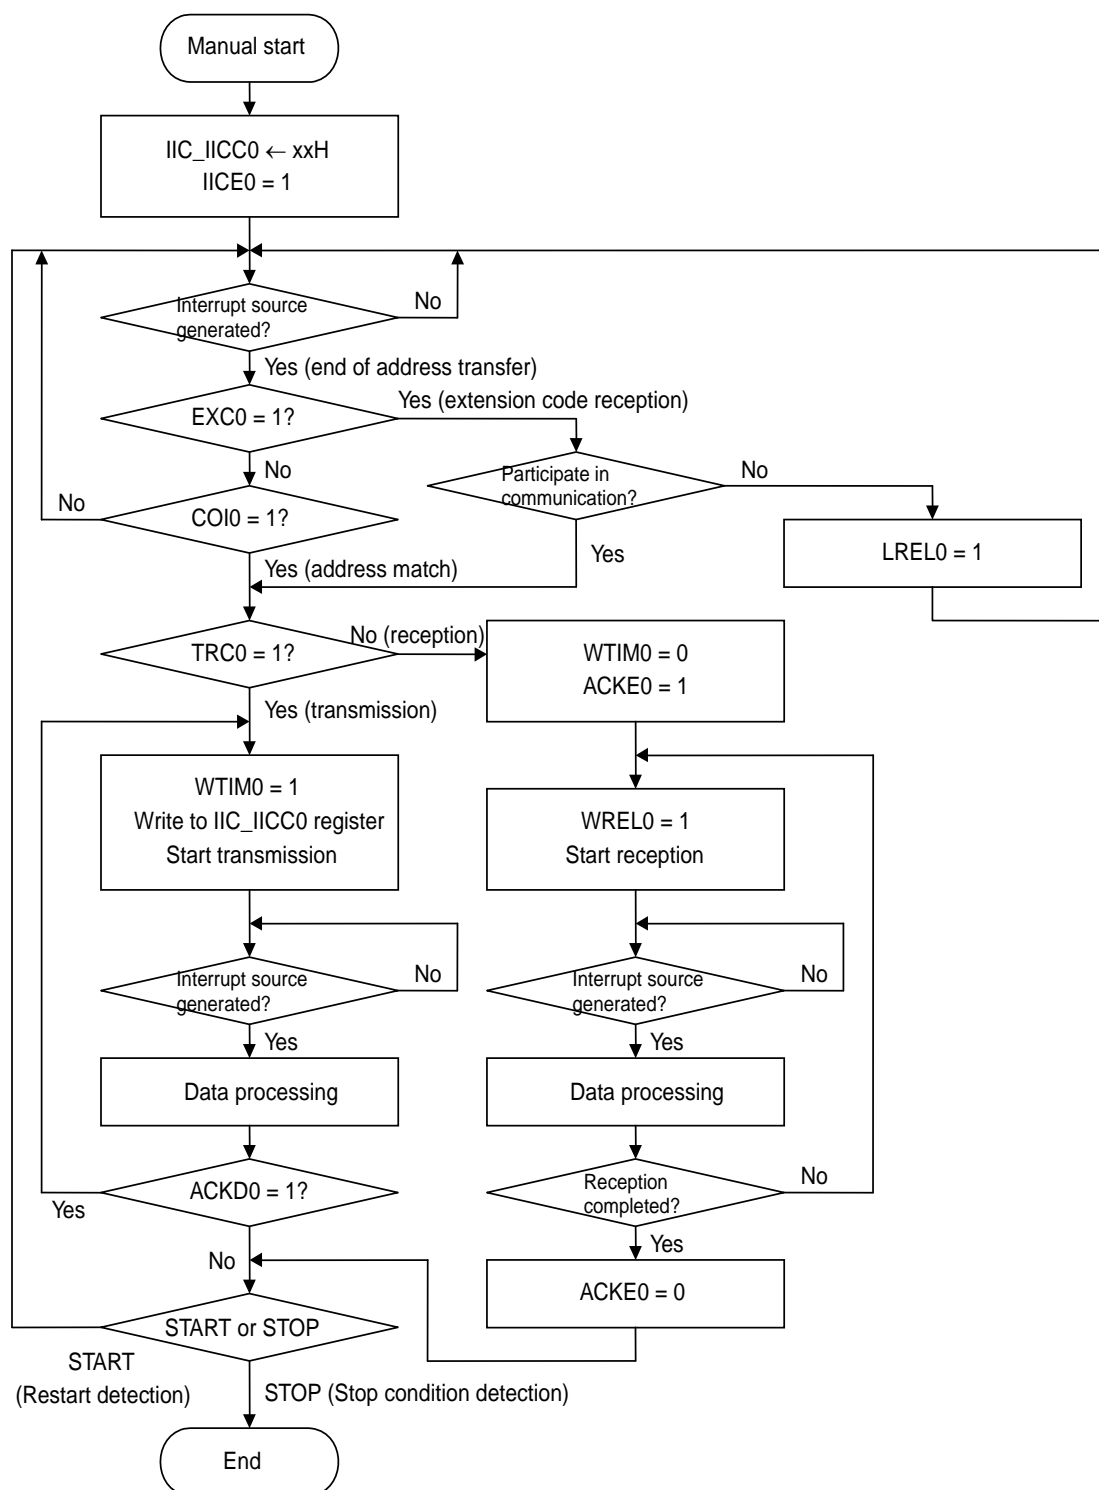 Manual start
IIC_IICC0 ← xxH
IICE0 = 1
Interrupt source
generated?
No
Yes (end of address transfer)
EXC0 = 1?
Yes (extension code reception)
No
Participate in
communication?
No
No
COI0 = 1?
LREL0 = 1
Yes
Yes (address match)
TRC0 = 1?
No (reception)
WTIM0 = 0
ACKE0 = 1
Yes (transmission)
WTIM0 = 1
Write to IIC_IICC0 register
Start transmission
WREL0 = 1
Start reception
Interrupt source
generated?
No
Interrupt source
generated?
No
Yes
Yes
Data processing
Data processing
ACKD0 = 1?
Yes
Reception
completed?
No
Yes
No
ACKE0 = 0
START or STOP
START
(Restart detection)
STOP (Stop condition detection)
End